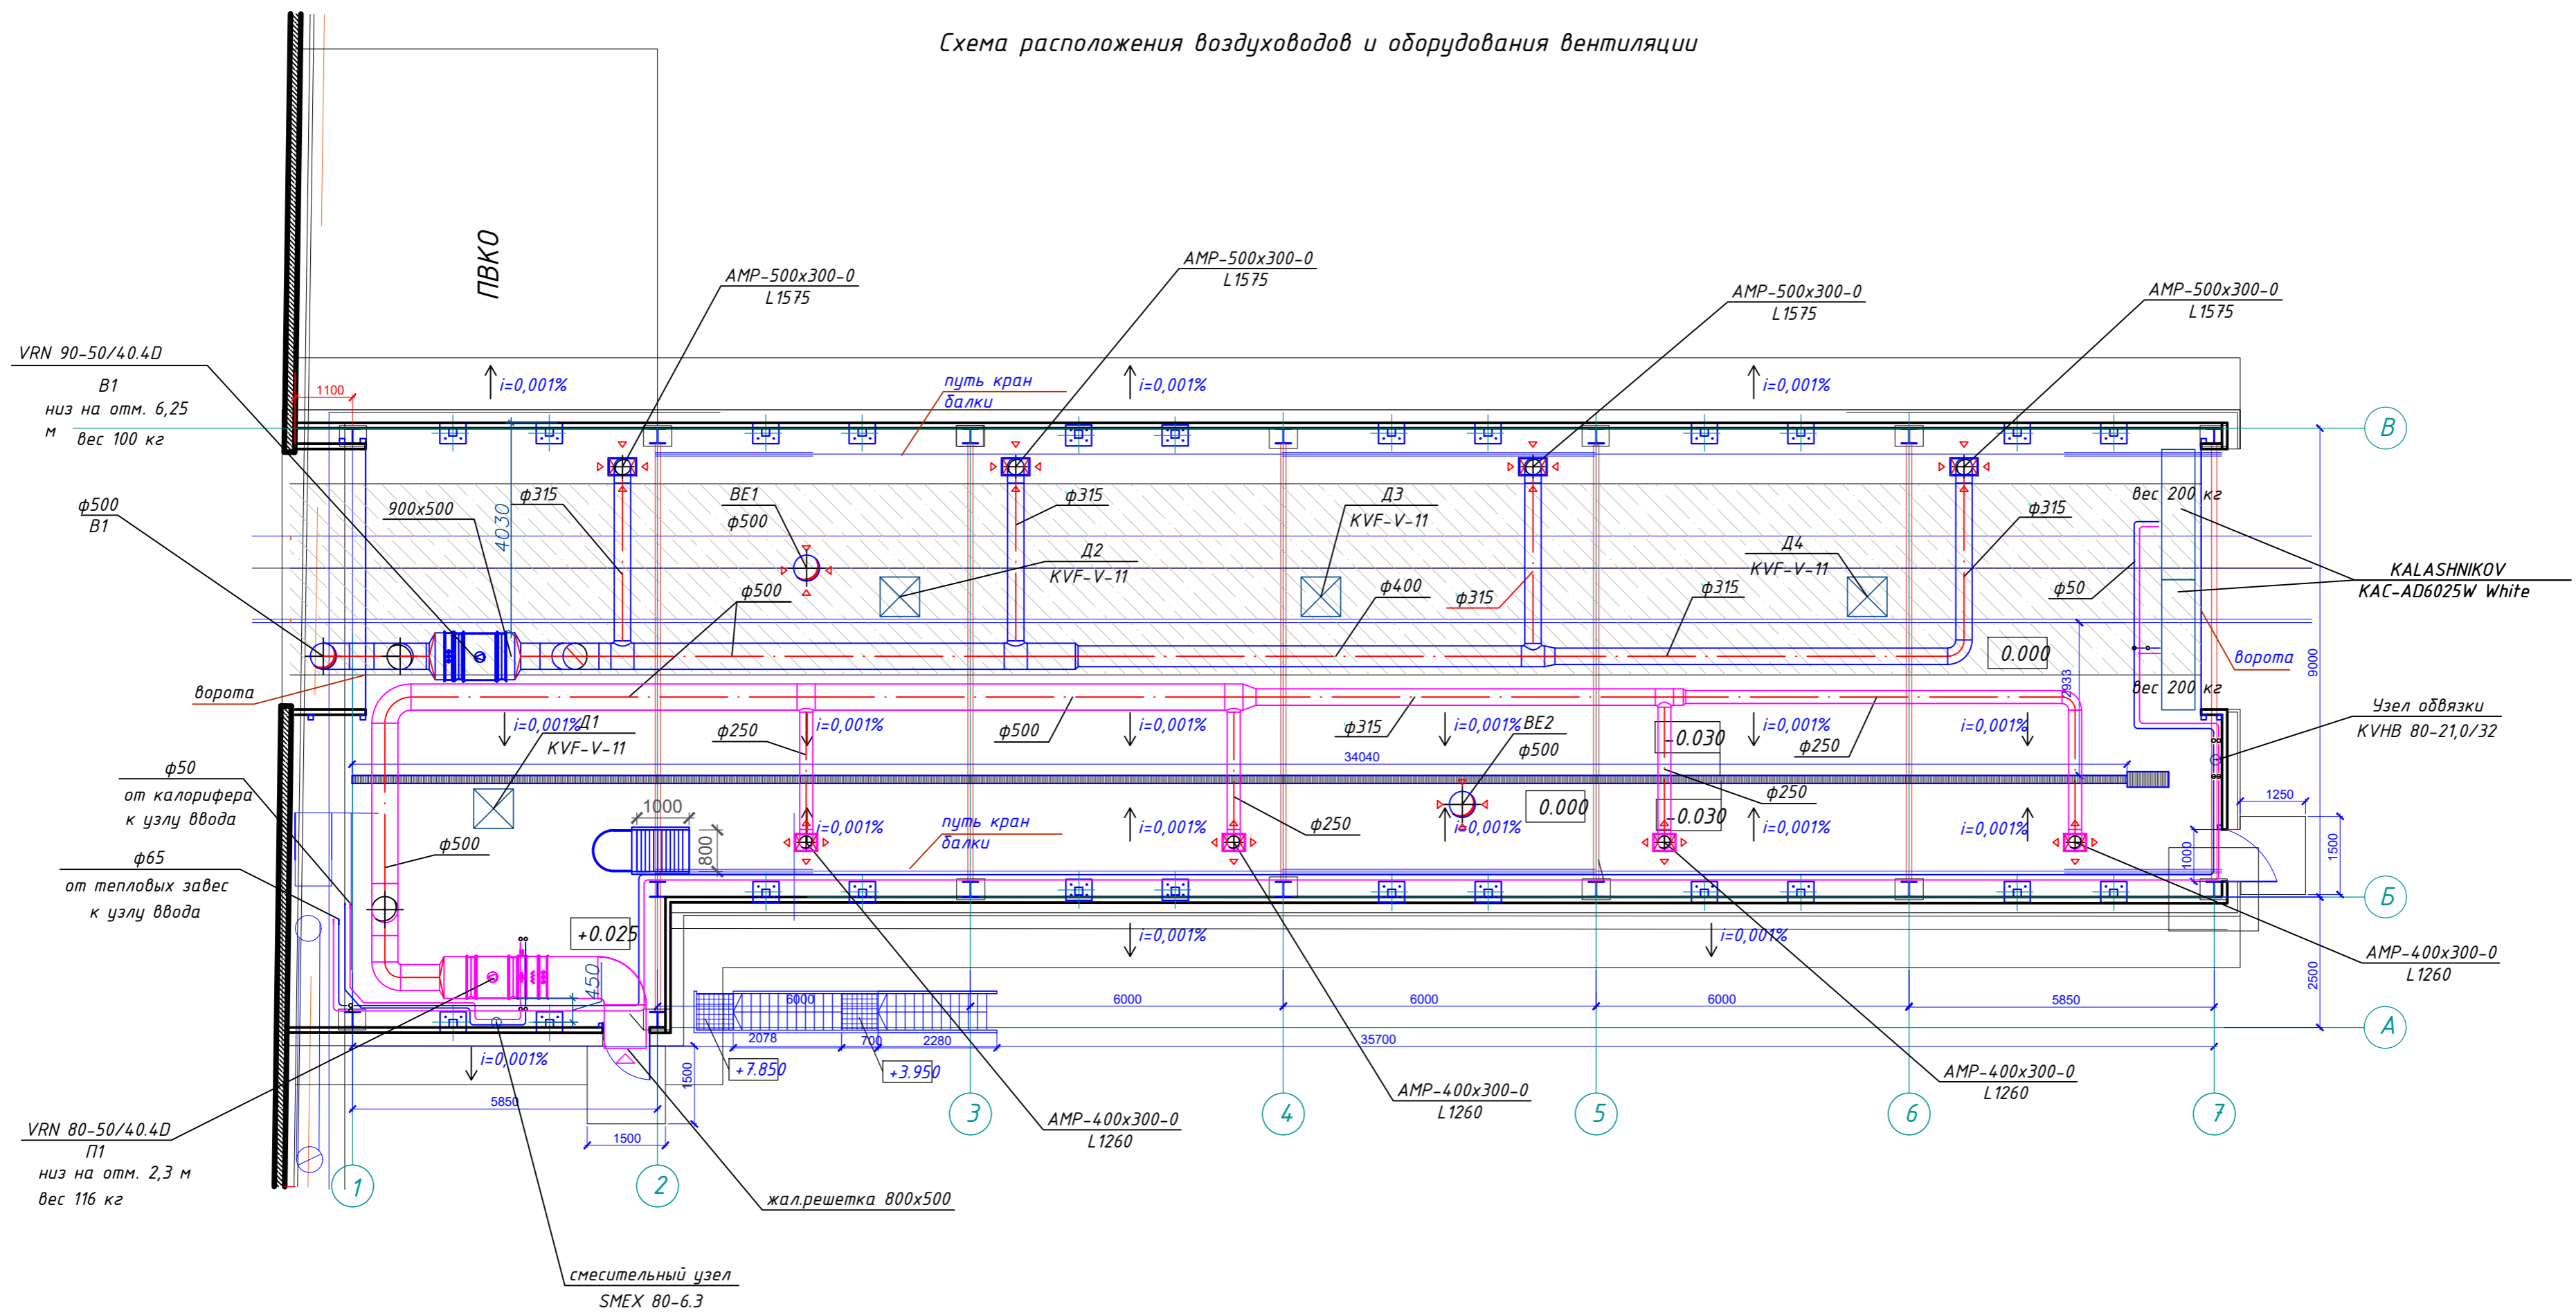 Схема расположения воздуховодов и оборудования вентиляции
ПВКО
АМР-500х300-0
L1575
АМР-500х300-0
L1575
АМР-500х300-0
L1575
АМР-500х300-0
L1575
VRN 90-50/40.4D
В1
низ на отм. 6,25
м
вес 100 кг
1100
i=0,001%
путь кран
балки
i=0,001%
i=0,001%
В
ф500
В1
900х500
4030
ф315
ВЕ1
ф500
ф315
Д2
KVF-V-11
Д3
KVF-V-11
Д4
KVF-V-11
ф315
вес 200 кг
ф500
ф400
ф315
ф315
ф50
KALASHNIKOV
KAC-AD6025W White
0.000
2933
9000
ворота
ворота
вес 200 кг
Узел обвязки
KVHB 80-21,0/32
i=0,001%
Д1
KVF-V-11
ф250
i=0,001%
ф500
i=0,001%
ф315
i=0,001%
ВЕ2
ф500
-0.030
i=0,001%
ф250
i=0,001%
34040
ф50
от калорифера
к узлу ввода
ф65
от тепловых завес
к узлу ввода
ф500
1000
800
i=0,001%
путь кран
балки
i=0,001%
ф250
0.000
i=0,001%
-0.030
ф250
i=0,001%
i=0,001%
1250
1000
1500
Б
+0.025
450
i=0,001%
i=0,001%
АМР-400х300-0
L1260
2500
6000
6000
6000
6000
5850
А
2078
700
2280
35700
i=0,001%
+7.850
+3.950
1500
5850
1500
АМР-400х300-0
L1260
АМР-400х300-0
L1260
АМР-400х300-0
L1260
3
4
5
6
7
VRN 80-50/40.4D
П1
низ на отм. 2,3 м
вес 116 кг
1
2
жал.решетка 800х500
смесительный узел
SMEX 80-6.3